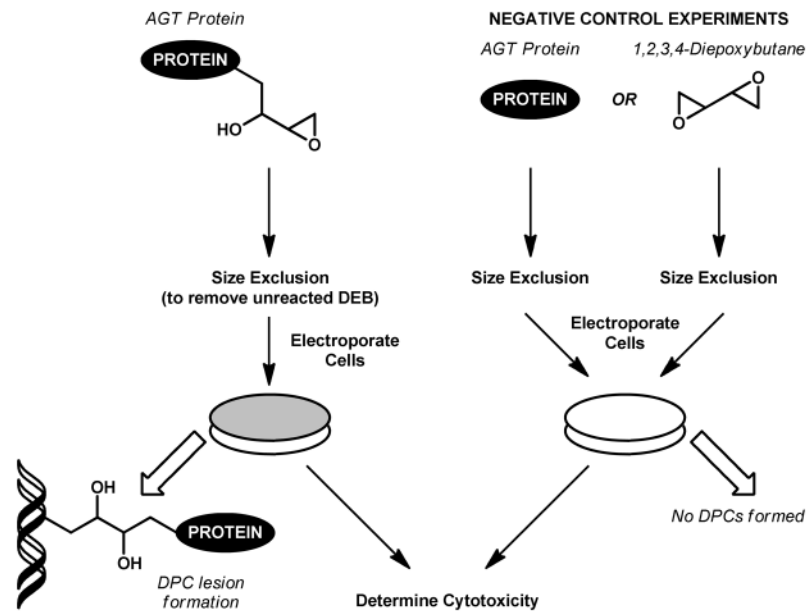 AGT Protein
PROTEIN
HO
O
Size Exclusion
(to remove unreacted DEB)
Electroporate
Cells
OH
OH
PROTEIN
DPC lesion
formation
NEGATIVE CONTROL EXPERIMENTS
AGT Protein
1,2,3,4-Diepoxybutane
PROTEIN
OR
O
O
Size Exclusion
Size Exclusion
Electroporate
Cells
No DPCs formed
Determine Cytotoxicity